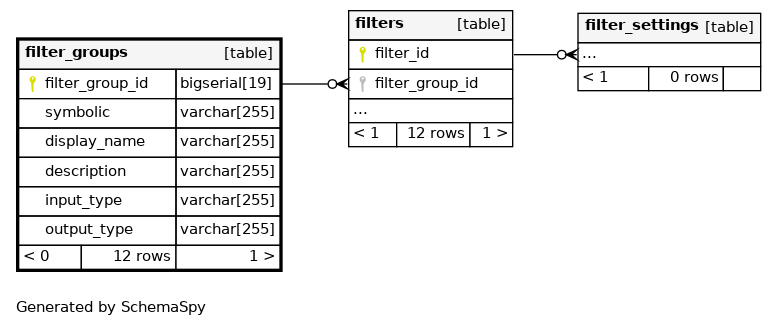 filter_groups [table]
filter_group_id bigserial[19]
symbolic varchar[255]
display_name varchar[255]
description varchar[255]
input_type varchar[255]
output_type varchar[255]
< 0 12 rows 1 >
filters [table]
filter_id
filter_group_id
...
< 1 12 rows 1 >
filter_settings [table]
...
< 1 0 rows
Generated by SchemaSpy